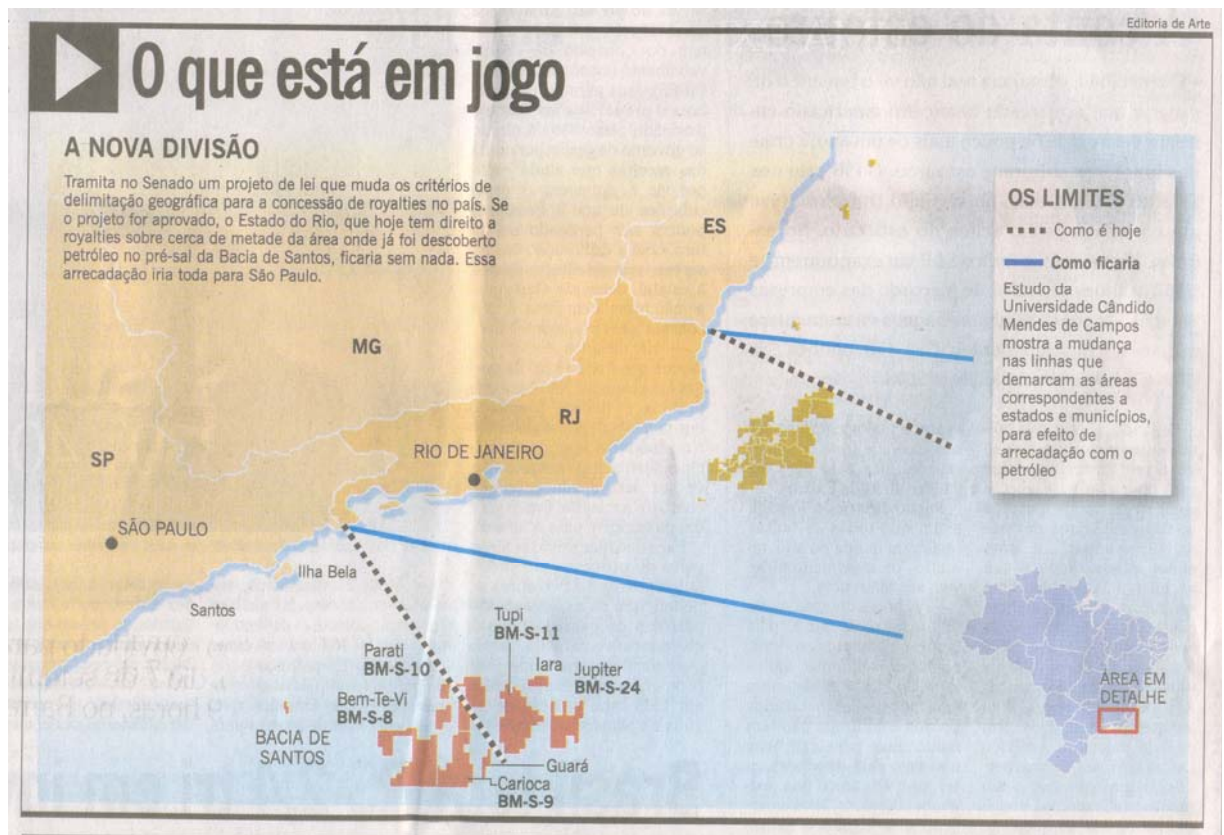 Editoria de Arte
O que está em jogo
A NOVA DIVISÃO
Tramita no Senado um projeto de lei que muda os critérios de
delimitação geográfica para a concessão de royalties no país. Se
o projeto for aprovado, o Estado do Rio, que hoje tem direito a
royalties sobre cerca de metade da área onde já foi descoberto
petróleo no pré-sal da Bacia de Santos, ficaria sem nada. Essa
arrecadação iria toda para São Paulo.
OS LIMITES
Como é hoje
Como ficaria
Estudo da
Universidade Cândido
Mendes de Campos
mostra a mudança
nas linhas que
demarcam as áreas
correspondentes a
estados e municípios,
para efeito de
arrecadação com o
petróleo
ES
MG
RJ
SP
RIO DE JANEIRO
SÃO PAULO
Ilha Bela
Santos
Tupi
BM-S-11
Parati
BM-S-10
Iara
Jupiter
BM-S-24
Bem-Te-Vi
BM-S-8
BACIA DE
SANTOS
Guará
Carioca
BM-S-9
ÁREA EM
DETALHE